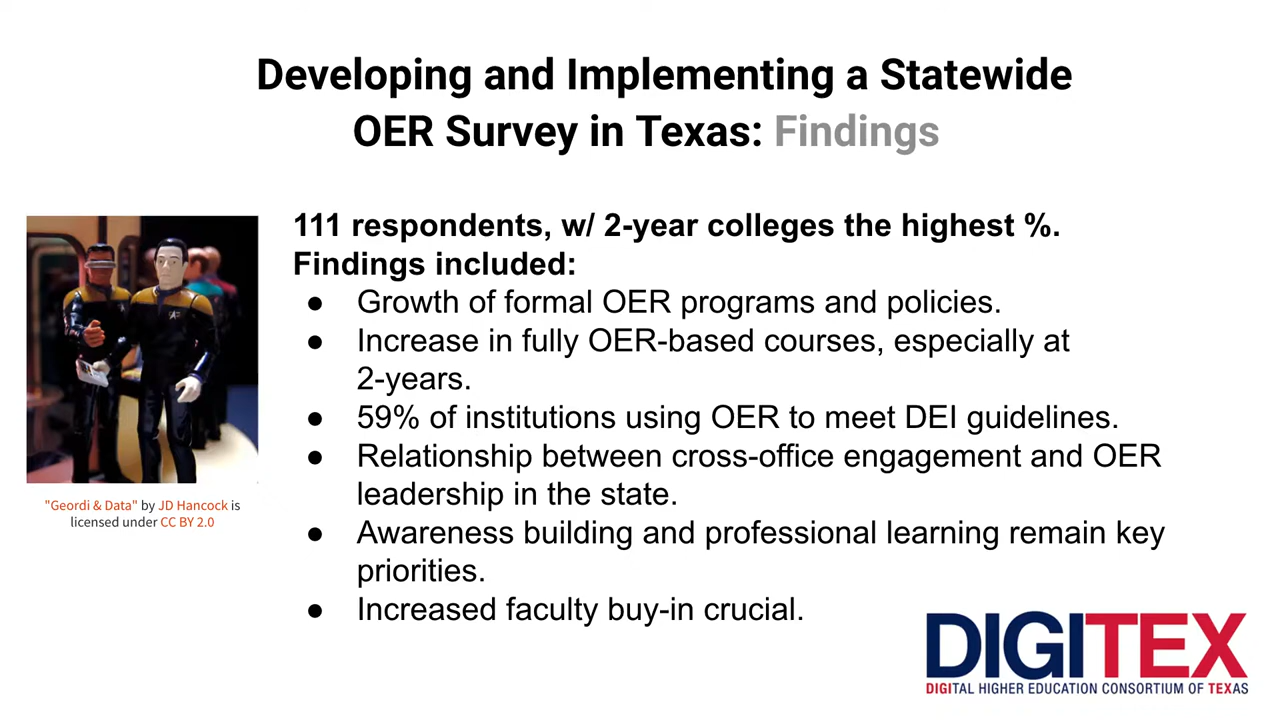 Developing and Implementing a Statewide
OER Survey in Texas: Findings
111 respondents, w/ 2-year colleges the highest %.
Findings included:
● Growth of formal OER programs and policies.
● Increase in fully OER-based courses, especially at
2-years.
● 59% of institutions using OER to meet DEI guidelines.
● Relationship between cross-office engagement and OER
leadership in the state.
● Awareness building and professional learning remain key
priorities.
● Increased faculty buy-in crucial.
"Geordi & Data" by JD Hancock is
licensed under CC BY 2.0
DIGITEX
DIGITAL HIGHER EDUCATION CONSORTIUM OF TEXAS